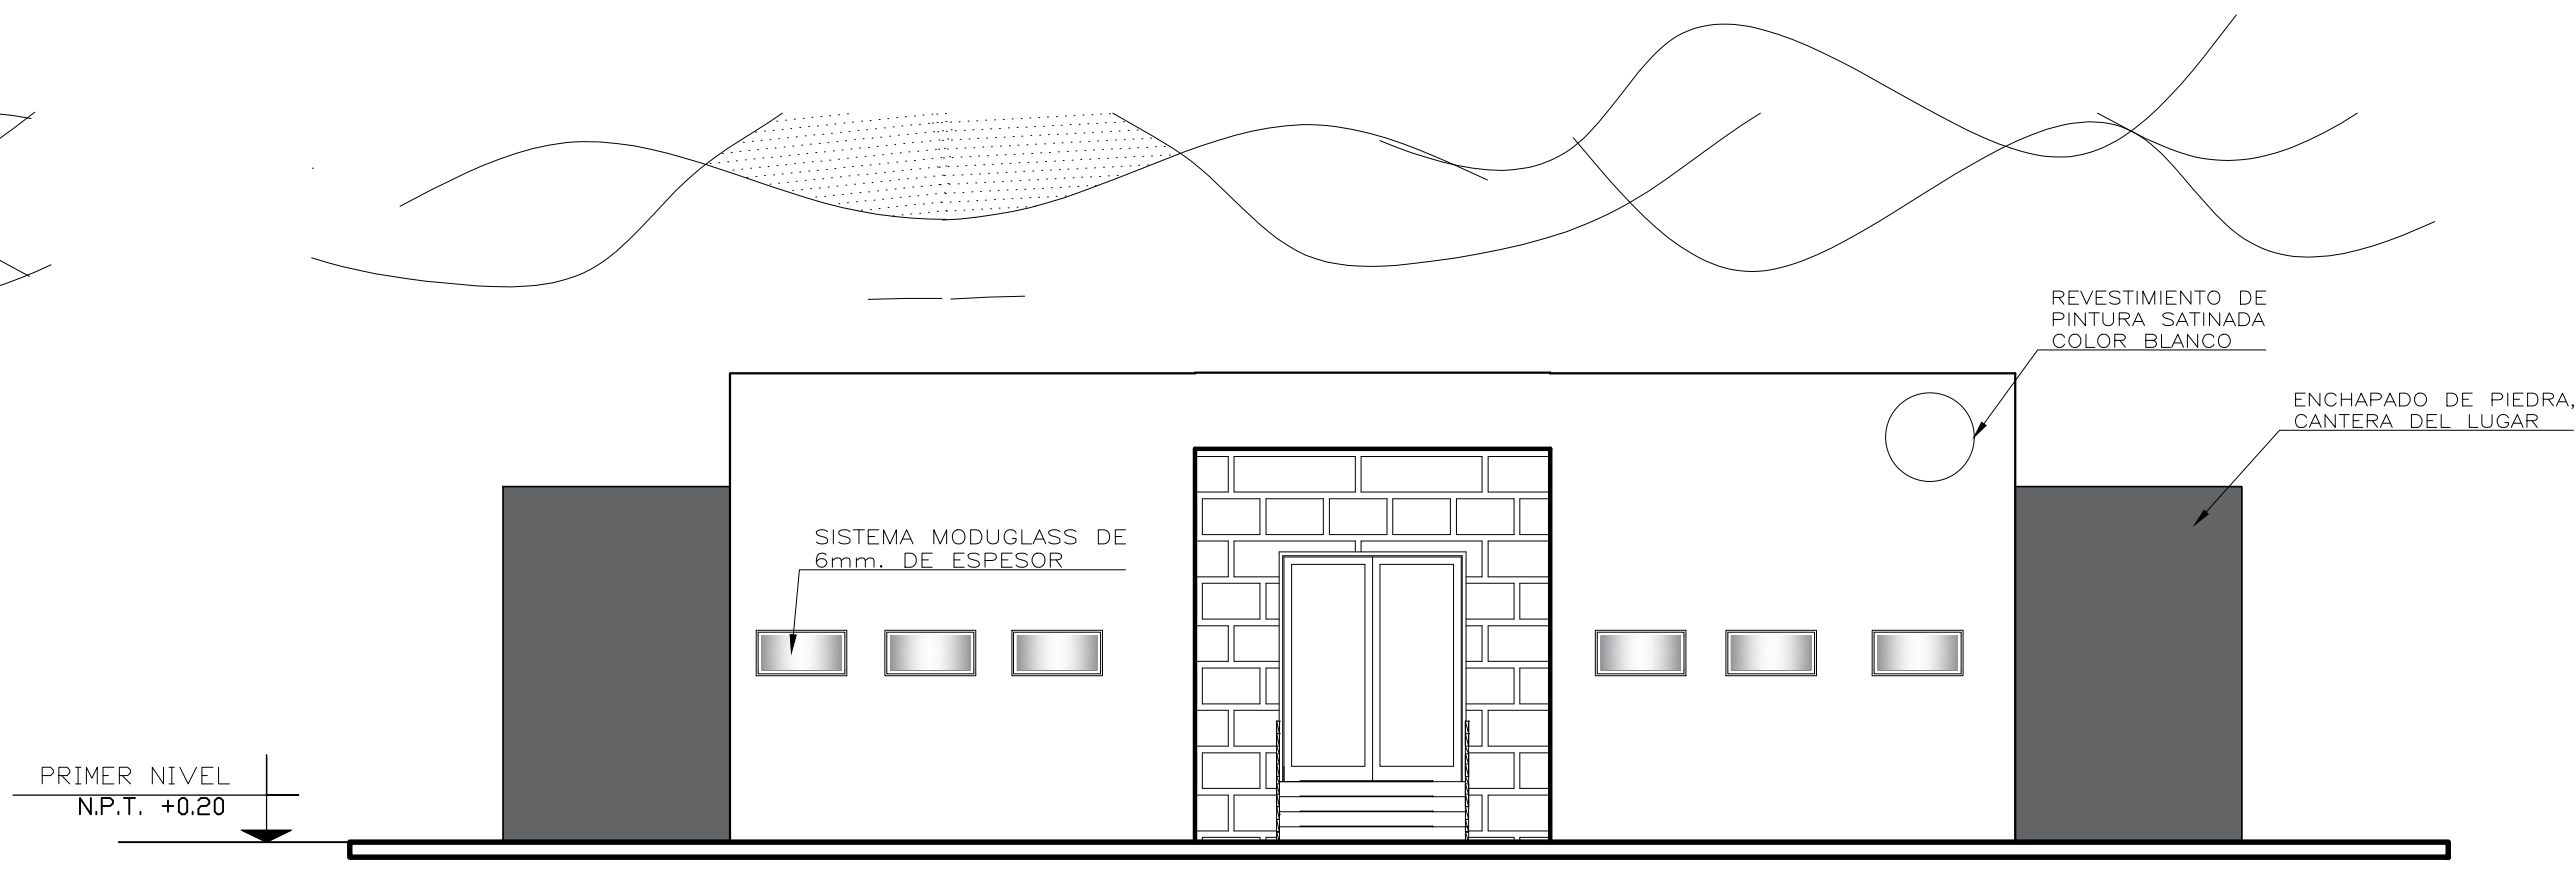 REVESTIMIENTO DE
PINTURA SATINADA
COLOR BLANCO
ENCHAPADO DE PIEDRA,
CANTERA DEL LUGAR
SISTEMA MODUGLASS DE
6mm. DE ESPESOR
PRIMER NIVEL
N.P.T. +0.20